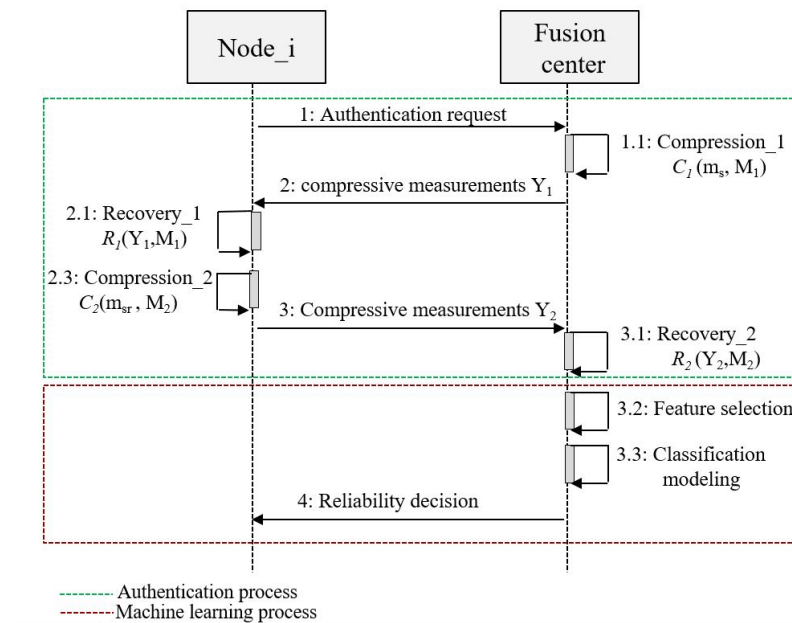 Node_i
Fusion
center
1: Authentication request
1.1: Compression_1
C₁(mₛ, M₁)
2: compressive measurements Y₁
2.1: Recovery_1
R₁(Y₁,M₁)
2.3: Compression_2
C₂(mₛᵣ , M₂)
3: Compressive measurements Y₂
3.1: Recovery_2
R₂(Y₂,M₂)
3.2: Feature selection
3.3: Classification
modeling
4: Reliability decision
Authentication process
Machine learning process